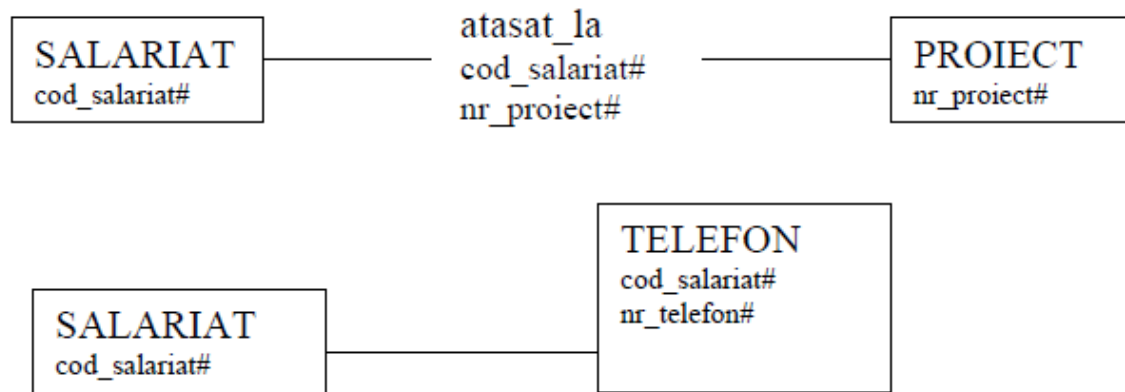 SALARIAT
cod_salariat#
atasat_la
cod_salariat#
nr_proiect#
PROIECT
nr_proiect#
SALARIAT
cod_salariat#
TELEFON
cod_salariat#
nr_telefon#